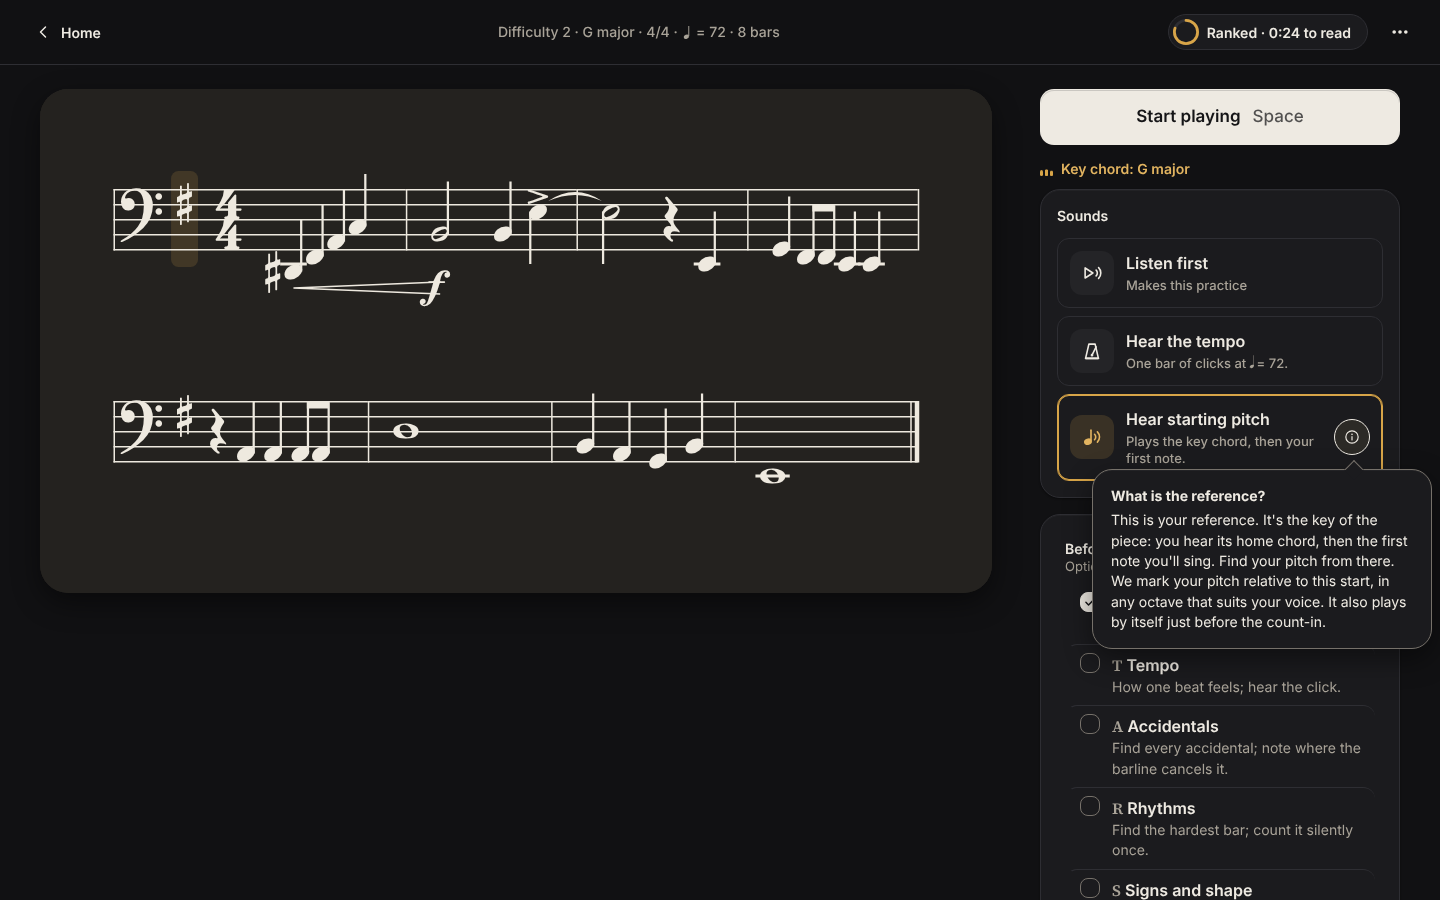 Home
Difficulty 2 · G major · 4/4 · ♩ = 72 · 8 bars
Ranked · 0:24 to read
Start playing Space
Key chord: G major
Sounds
Listen first
Makes this practice
Hear the tempo
One bar of clicks at ♩ = 72.
Hear starting pitch
Plays the key chord, then your
first note.
What is the reference?
This is your reference. It's the key of the
piece: you hear its home chord, then the first
note you'll sing. Find your pitch from there.
We mark your pitch relative to this start, in
any octave that suits your voice. It also plays
by itself just before the count-in.
T Tempo
How one beat feels; hear the click.
A Accidentals
Find every accidental; note where the
barline cancels it.
R Rhythms
Find the hardest bar; count it silently
once.
S Signs and shape
4
4
f